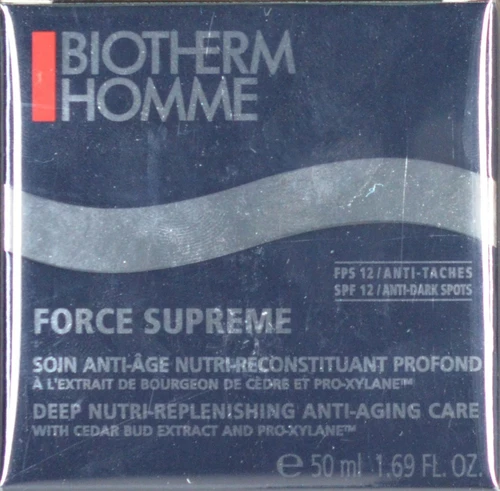 BIOTHERM
HOMME
FPS 12 / ANTI-TACHES
SPF 12 / ANTI-DARK SPOTS
FORCE SUPREME
SOIN ANTI-ÂGE NUTRI-RECONSTITUANT PROFOND
À L'EXTRAIT DE BOURGEON DE CÈDRE ET PRO-XYLANE™
DEEP NUTRI-REPLENISHING ANTI-AGING CARE
WITH CEDAR BUD EXTRACT AND PRO-XYLANE™
℮ 50 ml 1.69 FL. OZ.